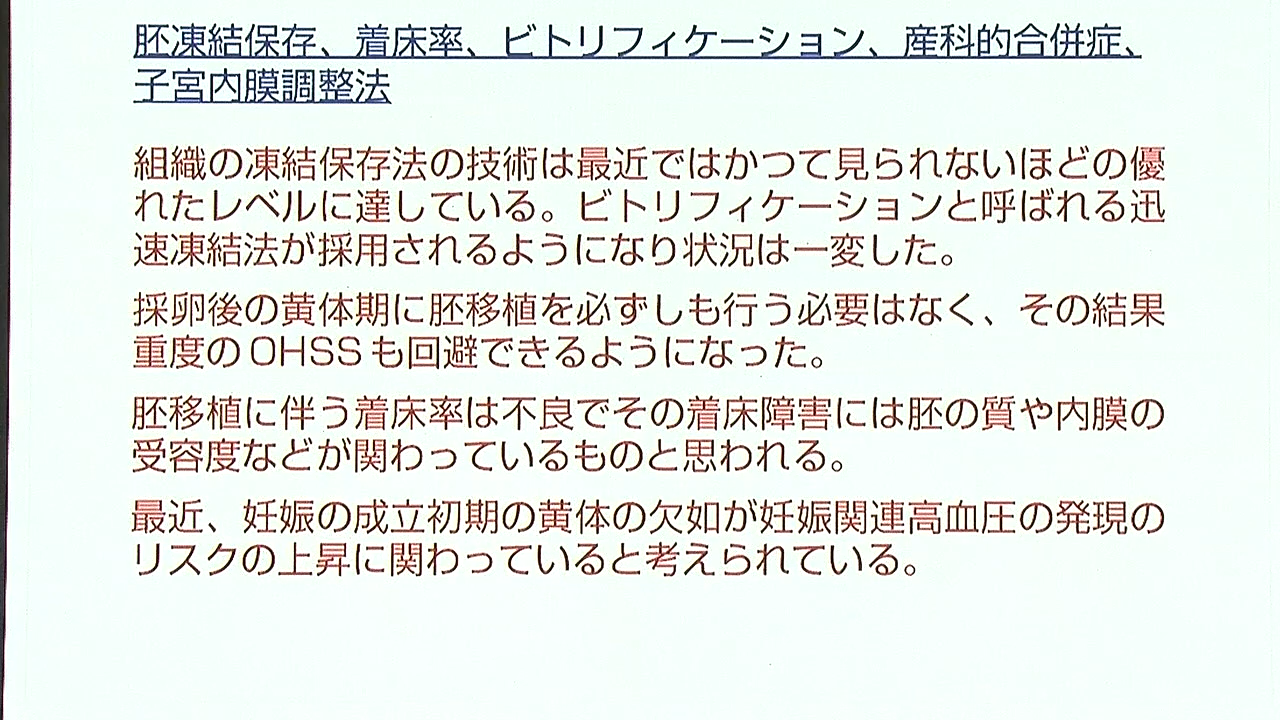 胚凍結保存、着床率、ビトリフィケーション、産科的合併症、
子宮内膜調整法
組織の凍結保存法の技術は最近ではかつて見られないほどの優
れたレベルに達している。ビトリフィケーションと呼ばれる迅
速凍結法が採用されるようになり状況は一変した。
採卵後の黄体期に胚移植を必ずしも行う必要はなく、その結果
重度のOHSSも回避できるようになった。
胚移植に伴う着床率は不良でその着床障害には胚の質や内膜の
受容度などが関わっているものと思われる。
最近、妊娠の成立初期の黄体の欠如が妊娠関連高血圧の発現の
リスクの上昇に関わっていると考えられている。